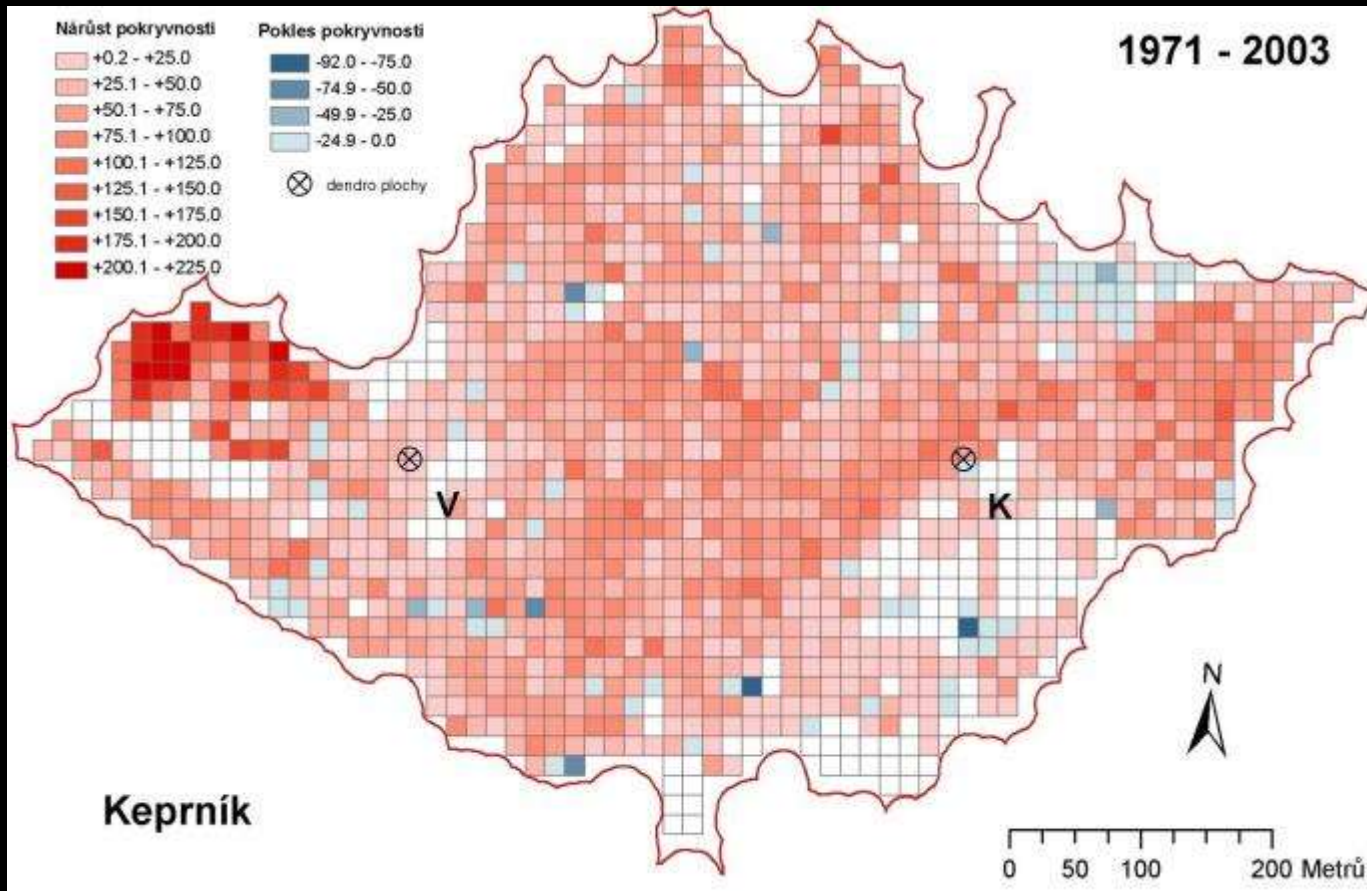 Nárůst pokryvnosti
+0.2 - +25.0
+25.1 - +50.0
+50.1 - +75.0
+75.1 - +100.0
+100.1 - +125.0
+125.1 - +150.0
+150.1 - +175.0
+175.1 - +200.0
+200.1 - +225.0
Pokles pokryvnosti
-92.0 - -75.0
-74.9 - -50.0
-49.9 - -25.0
-24.9 - 0.0
dendro plochy
1971 - 2003
V
K
N
Keprník
0 50 100 200 Metrů